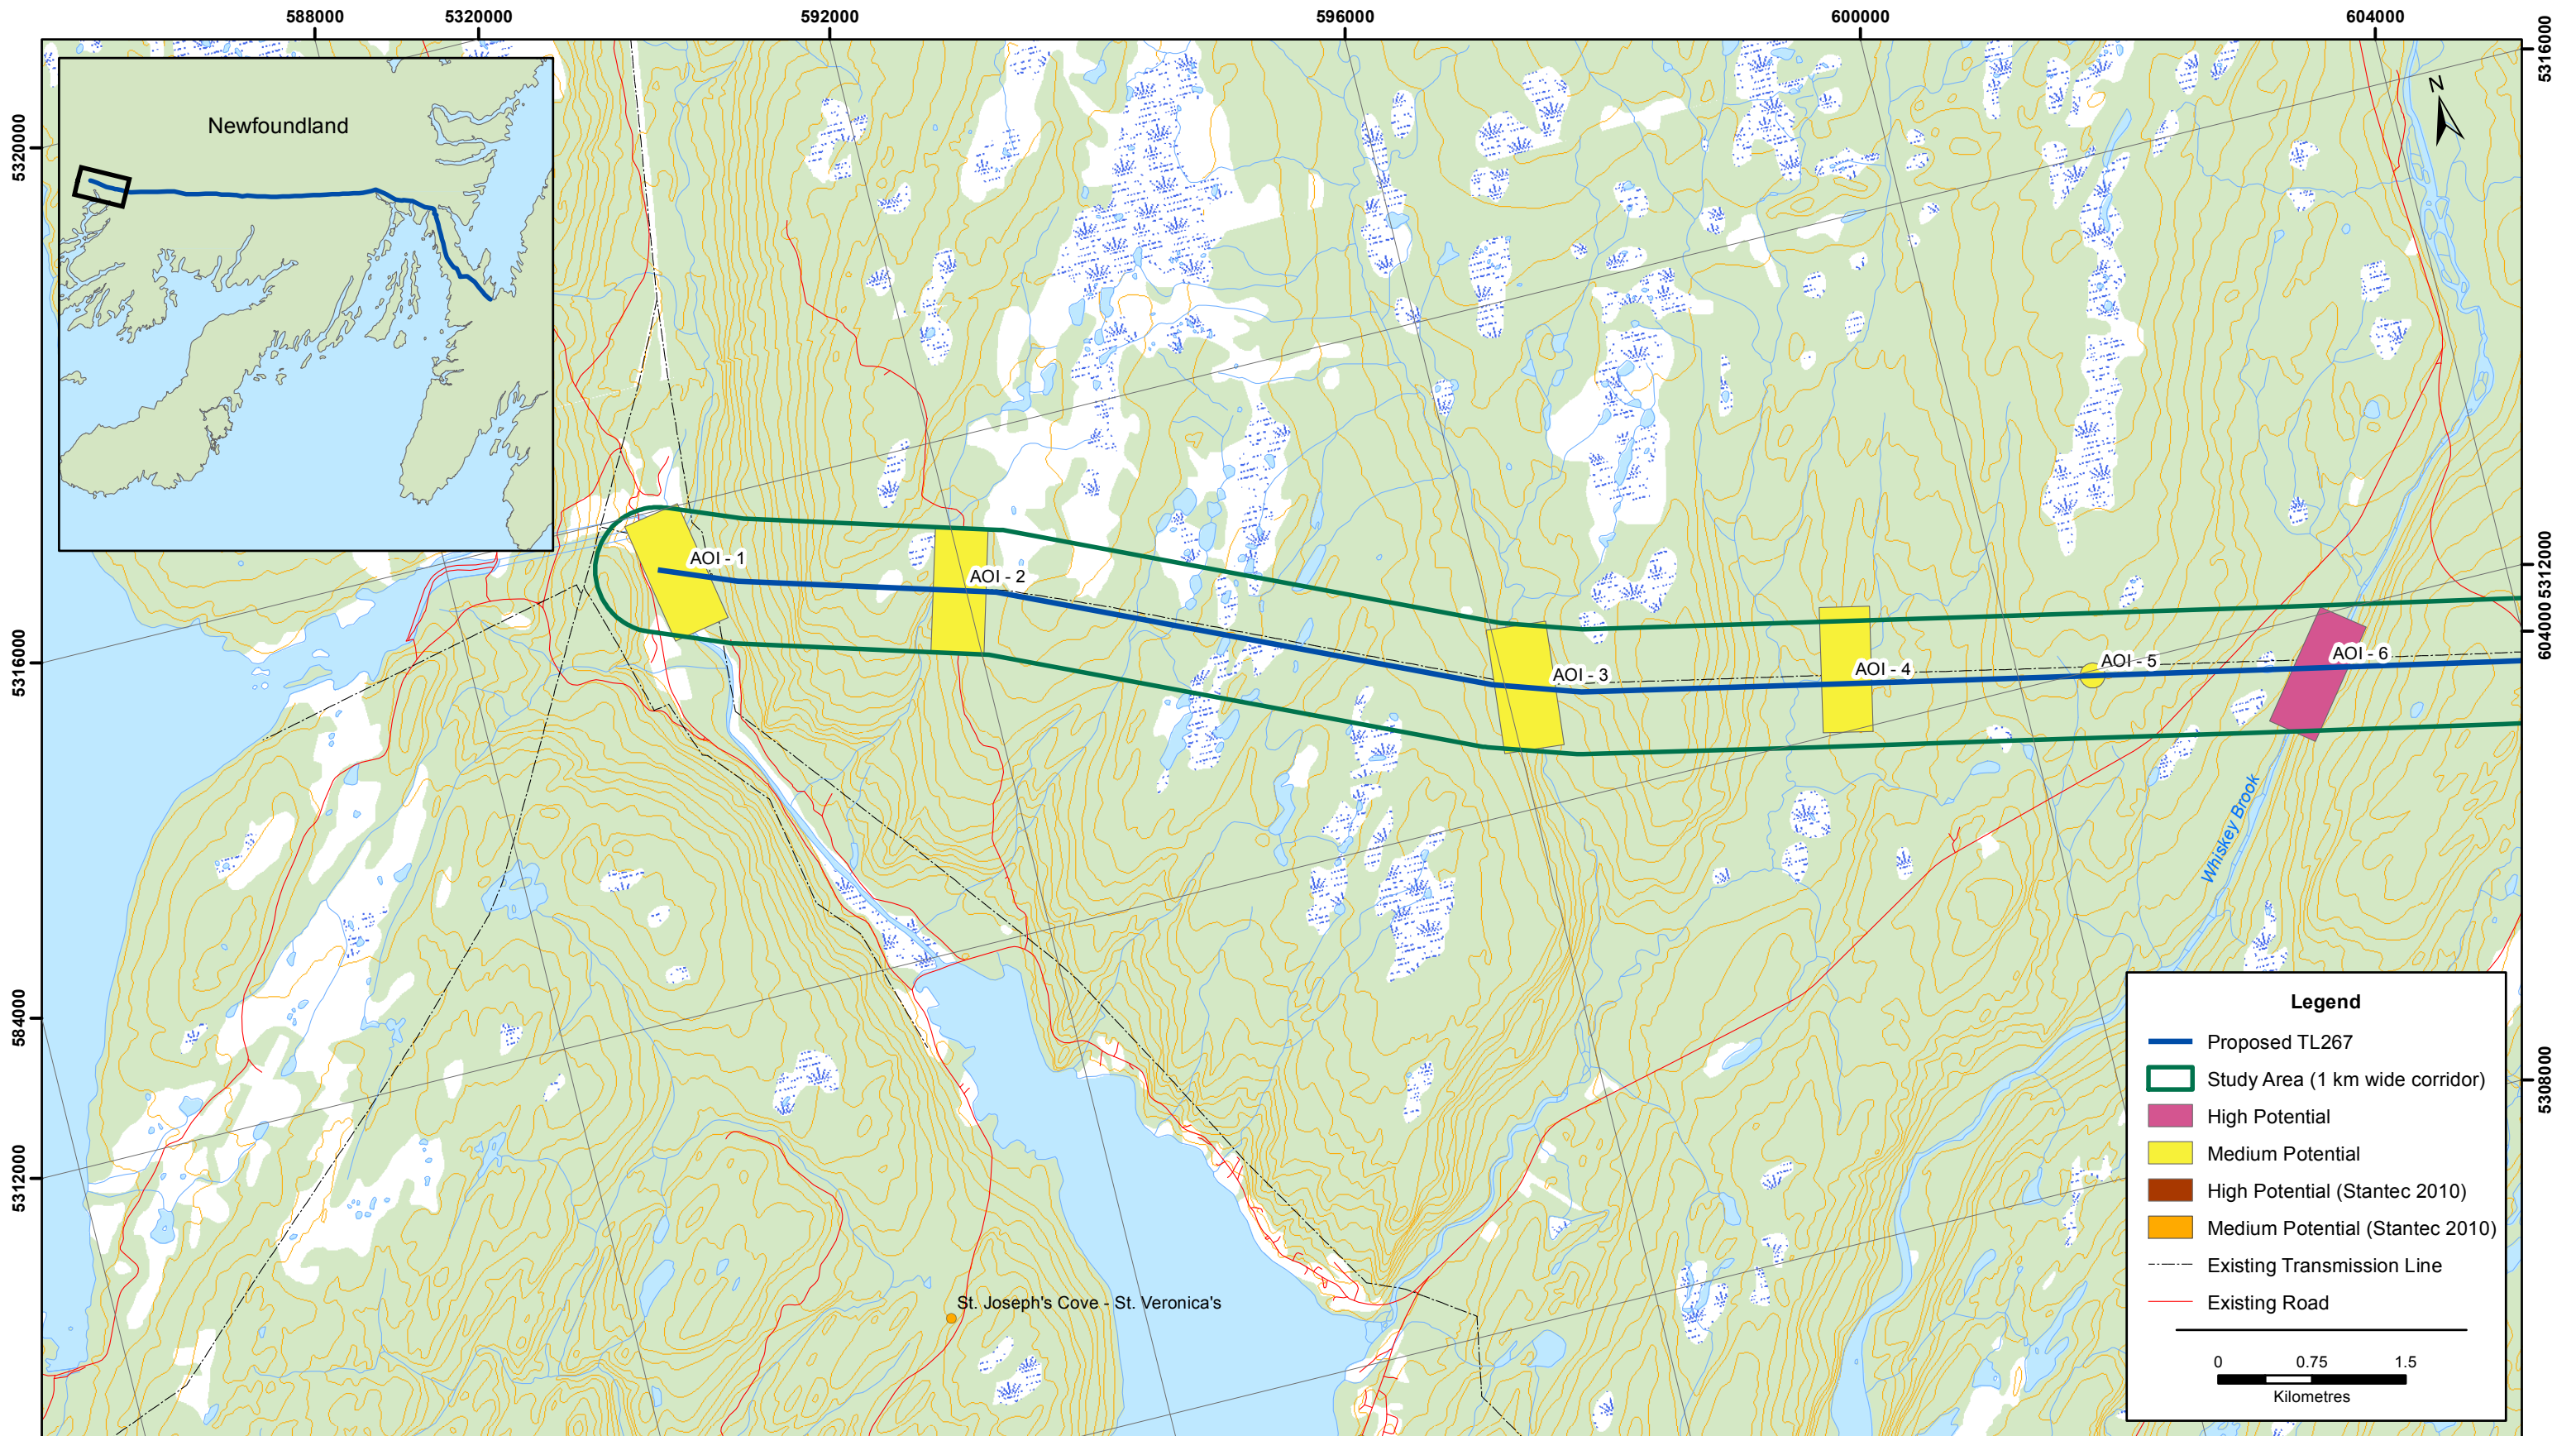 588000
5320000
592000
596000
600000
604000
5316000
5320000
5316000
584000
5312000
5312000
604000
5308000
Newfoundland
N
AOI - 1
AOI - 2
AOI - 3
AOI - 4
AOI - 5
AOI - 6
Whiskey Brook
St. Joseph's Cove - St. Veronica's
Legend
Proposed TL267
Study Area (1 km wide corridor)
High Potential
Medium Potential
High Potential (Stantec 2010)
Medium Potential (Stantec 2010)
Existing Transmission Line
Existing Road
0 0.75 1.5
Kilometres